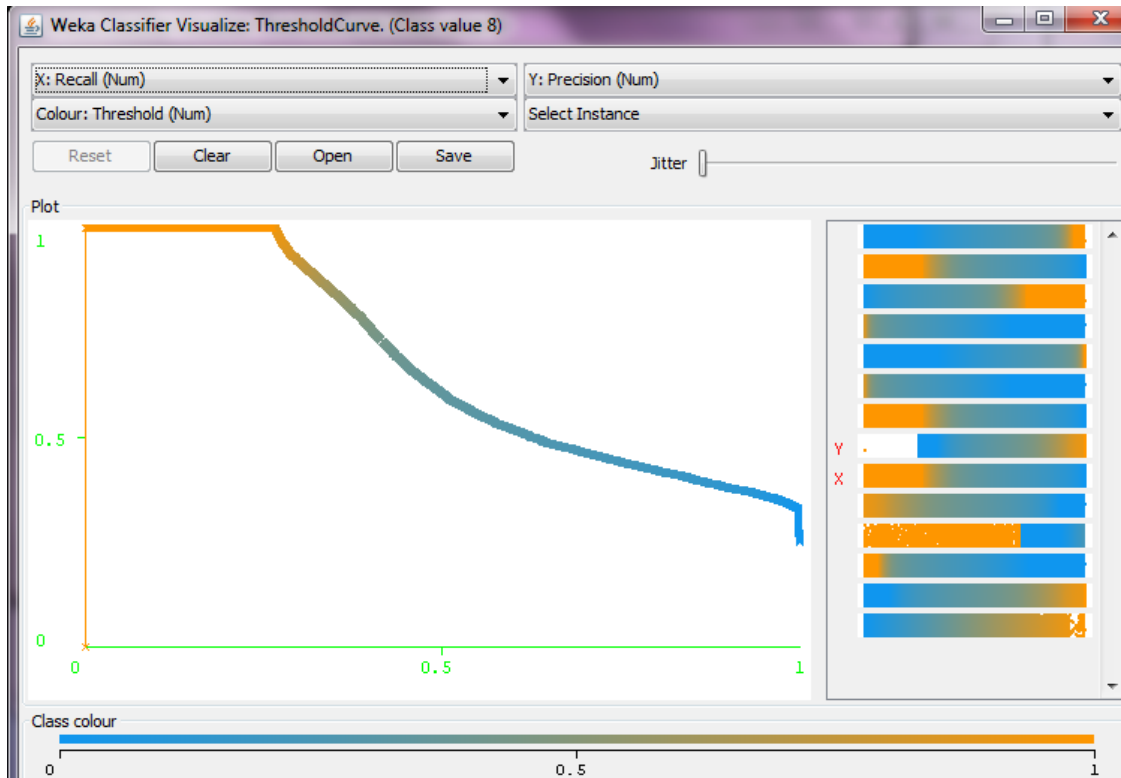 Weka Classifier Visualize: ThresholdCurve. (Class value 8)
X: Recall (Num) Y: Precision (Num)
Colour: Threshold (Num) Select Instance
Reset Clear Open Save Jitter
Plot
1
0.5
0
0 0.5 1
Y
X
Class colour
0 0.5 1